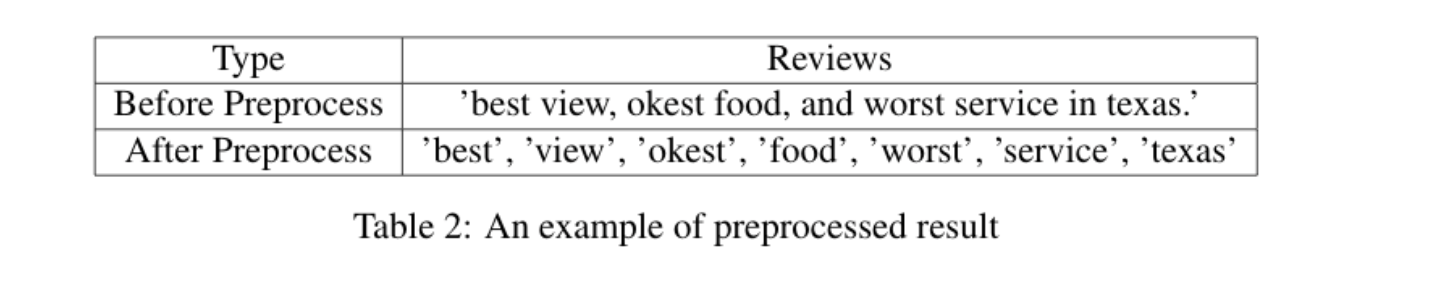 Type Reviews
Before Preprocess ’best view, okest food, and worst service in texas.’
After Preprocess ’best’, ’view’, ’okest’, ’food’, ’worst’, ’service’, ’texas’
Table 2: An example of preprocessed result